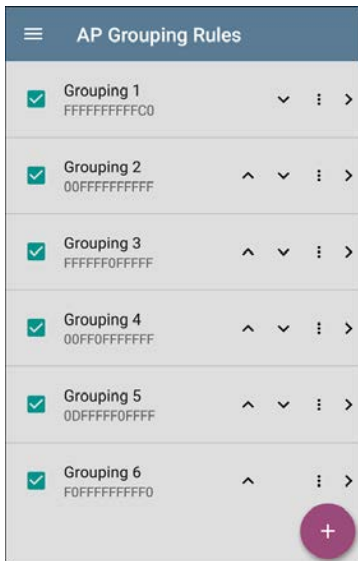 AP Grouping Rules
Grouping 1
FFFFFFFFFFC0
Grouping 2
00FFFFFFFFFF
Grouping 3
FFFFFF0FFFFF
Grouping 4
00FF0FFFFFFF
Grouping 5
0DFFFFF0FFFF
Grouping 6
F0FFFFFFFFF0